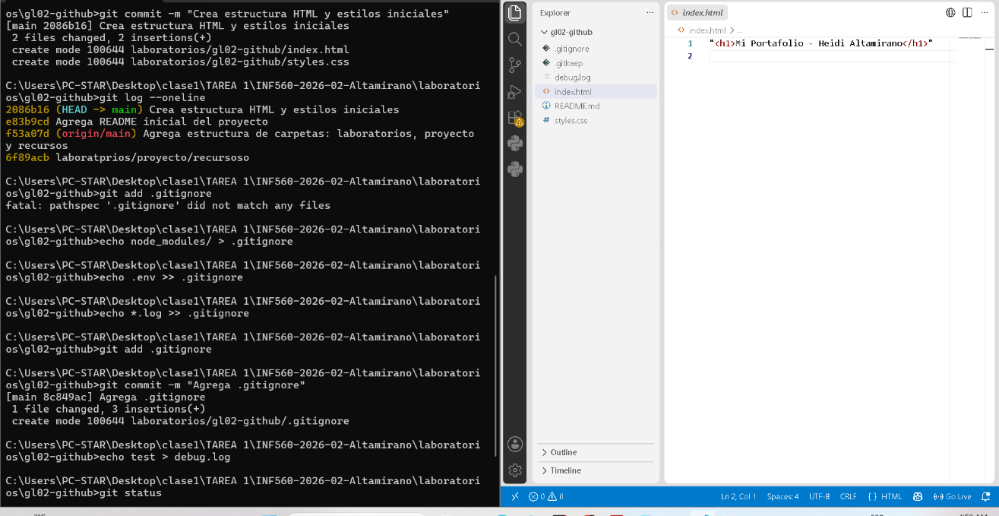 os\gl02-github>git commit -m "Crea estructura HTML y estilos iniciales"
[main 2086b16] Crea estructura HTML y estilos iniciales
 2 files changed, 2 insertions(+)
 create mode 100644 laboratorios/gl02-github/index.html
 create mode 100644 laboratorios/gl02-github/styles.css
C:\Users\PC-STAR\Desktop\clase1\TAREA 1\INF560-2026-02-Altamirano\laboratori
os\gl02-github>git log --oneline
2086b16 (HEAD -> main) Crea estructura HTML y estilos iniciales
e83b9cd Agrega README inicial del proyecto
f53a07d (origin/main) Agrega estructura de carpetas: laboratorios, proyecto
y recursos
6f89acb laboratprios/proyecto/recursoso
C:\Users\PC-STAR\Desktop\clase1\TAREA 1\INF560-2026-02-Altamirano\laboratori
os\gl02-github>git add .gitignore
fatal: pathspec '.gitignore' did not match any files
C:\Users\PC-STAR\Desktop\clase1\TAREA 1\INF560-2026-02-Altamirano\laboratori
os\gl02-github>echo node_modules/ > .gitignore
C:\Users\PC-STAR\Desktop\clase1\TAREA 1\INF560-2026-02-Altamirano\laboratori
os\gl02-github>echo .env >> .gitignore
C:\Users\PC-STAR\Desktop\clase1\TAREA 1\INF560-2026-02-Altamirano\laboratori
os\gl02-github>echo *.log >> .gitignore
C:\Users\PC-STAR\Desktop\clase1\TAREA 1\INF560-2026-02-Altamirano\laboratori
os\gl02-github>git add .gitignore
C:\Users\PC-STAR\Desktop\clase1\TAREA 1\INF560-2026-02-Altamirano\laboratori
os\gl02-github>git commit -m "Agrega .gitignore"
[main 8c849ac] Agrega .gitignore
 1 file changed, 3 insertions(+)
 create mode 100644 laboratorios/gl02-github/.gitignore
C:\Users\PC-STAR\Desktop\clase1\TAREA 1\INF560-2026-02-Altamirano\laboratori
os\gl02-github>echo test > debug.log
C:\Users\PC-STAR\Desktop\clase1\TAREA 1\INF560-2026-02-Altamirano\laboratori
os\gl02-github>git status
Explorer
gl02-github
.gitignore
.gitkeep
debug.log
index.html
README.md
styles.css
Outline
Timeline
index.html
index.html > ...
1 "<h1>Mi Portafolio - Heidi Altamirano</h1>"
2
0 0
Ln 2, Col 1 Spaces: 4 UTF-8 CRLF { } HTML Go Live